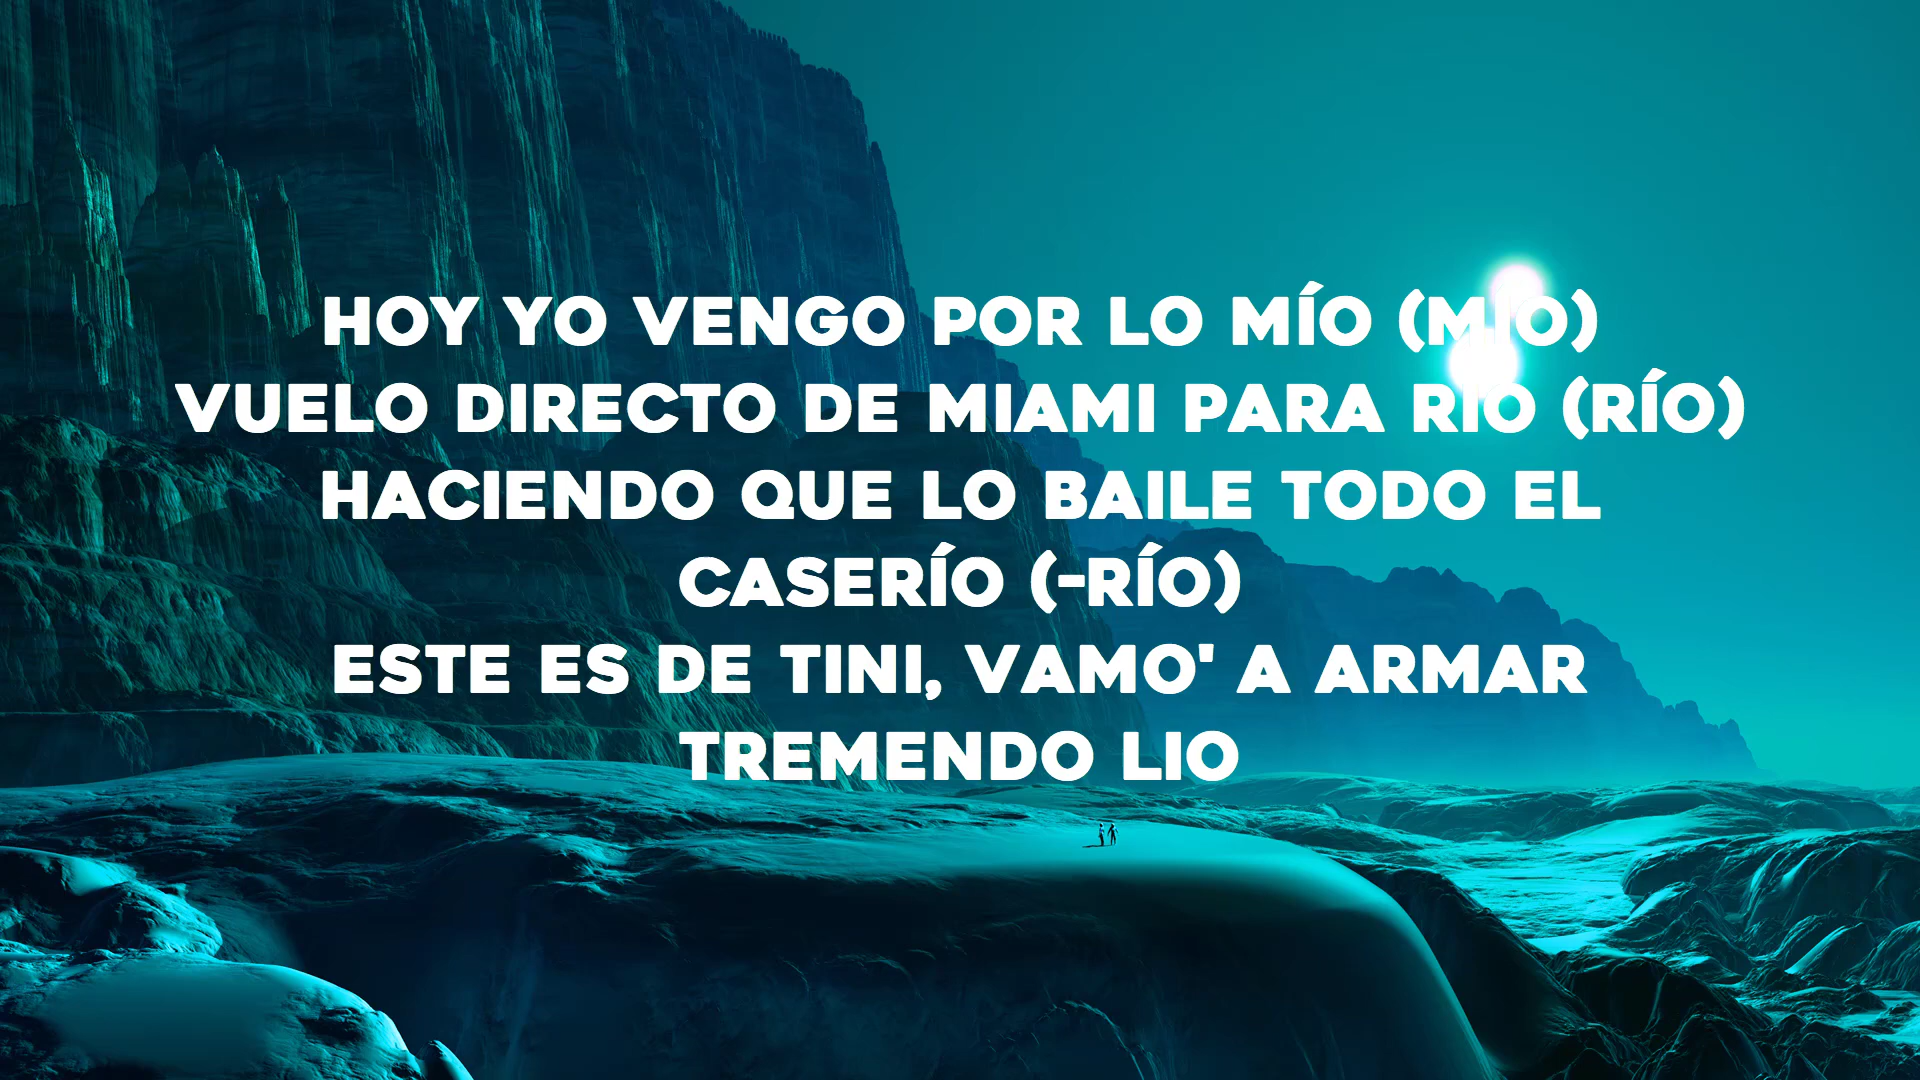 HOY YO VENGO POR LO MÍO (MÍO)
VUELO DIRECTO DE MIAMI PARA RÍO (RÍO)
HACIENDO QUE LO BAILE TODO EL
CASERÍO (-RÍO)
ESTE ES DE TINI, VAMO' A ARMAR
TREMENDO LIO